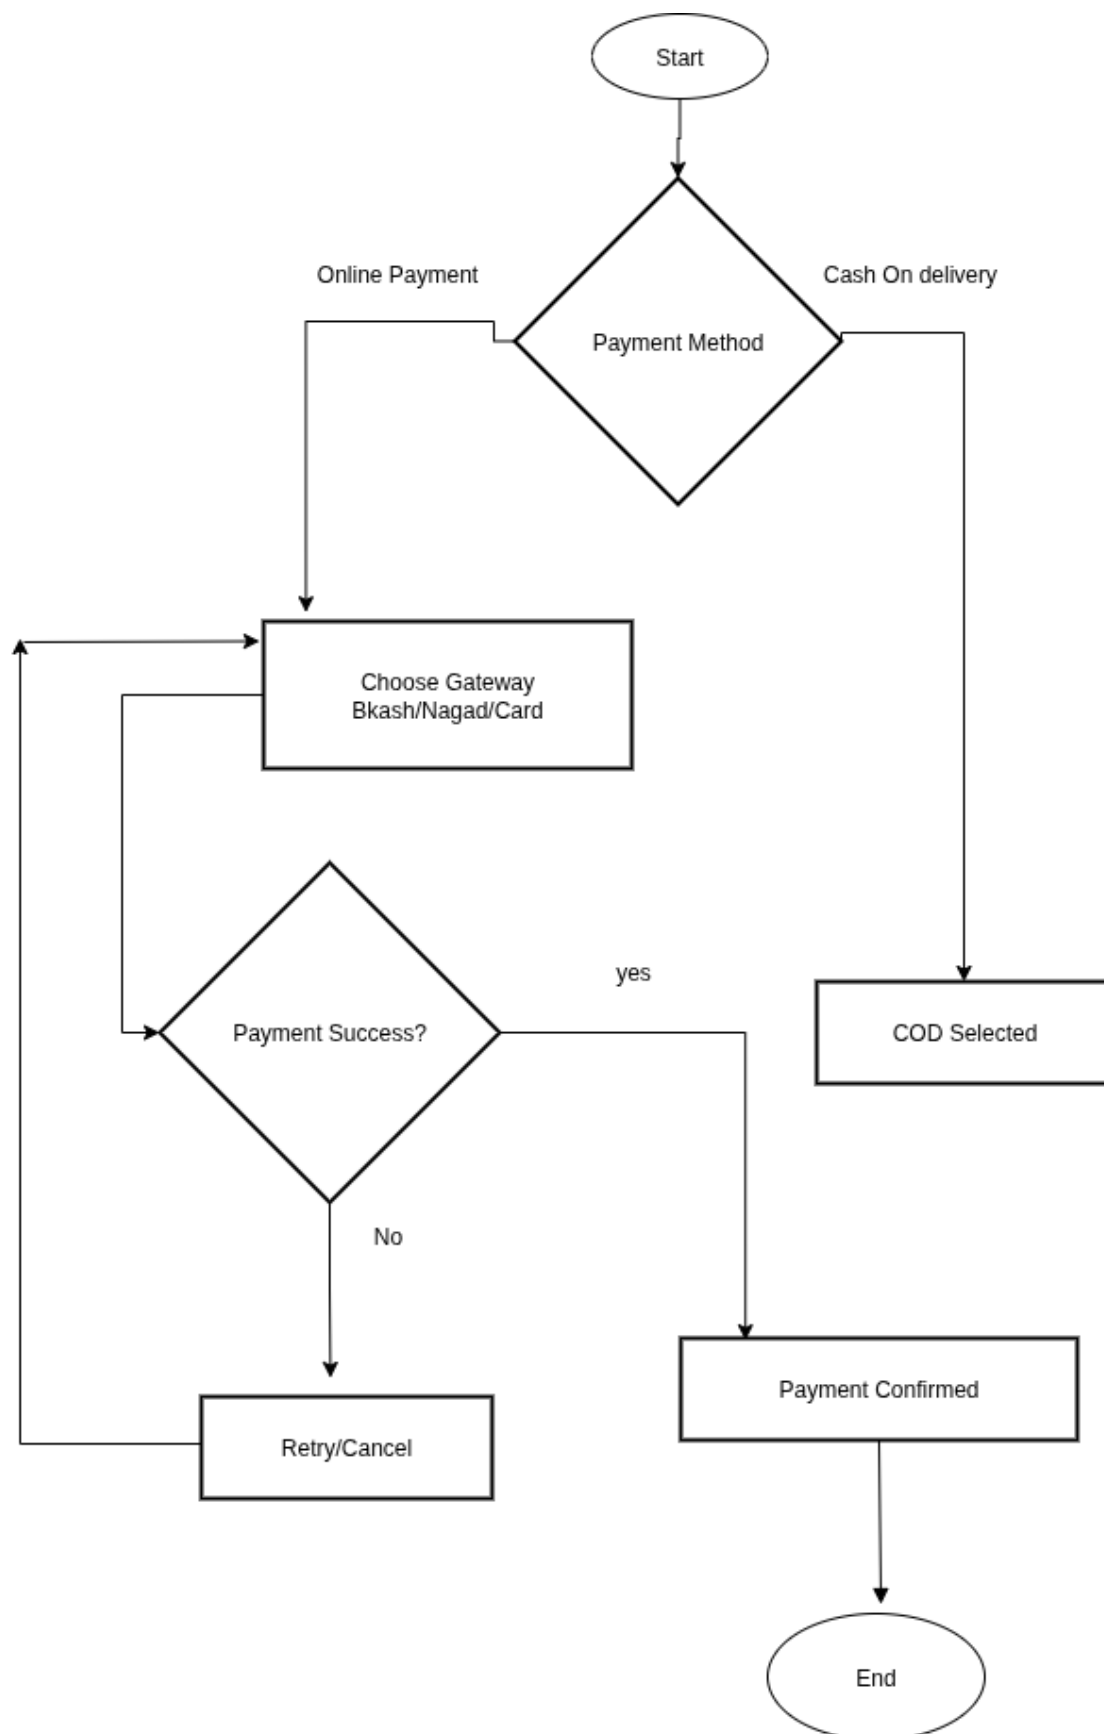 Start
Online Payment
Cash On delivery
Payment Method
Choose Gateway
Bkash/Nagad/Card
yes
Payment Success?
COD Selected
No
Payment Confirmed
Retry/Cancel
End